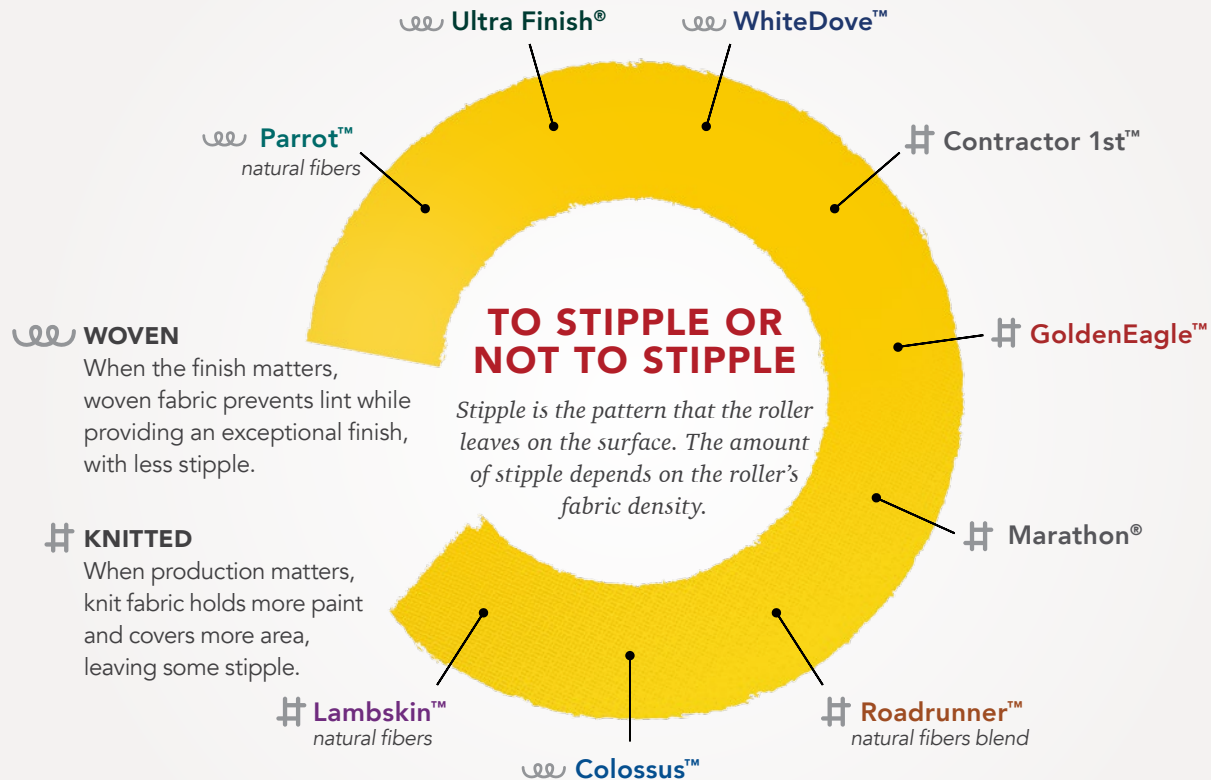 Ultra Finish®
WhiteDove™
Parrot™
natural fibers
Contractor 1st™
GoldenEagle™
TO STIPPLE OR
NOT TO STIPPLE
Stipple is the pattern that the roller
leaves on the surface. The amount
of stipple depends on the roller's
fabric density.
WOVEN
When the finish matters,
woven fabric prevents lint while
providing an exceptional finish,
with less stipple.
KNITTED
When production matters,
knit fabric holds more paint
and covers more area,
leaving some stipple.
Marathon®
Lambskin™
natural fibers
Roadrunner™
natural fibers blend
Colossus™